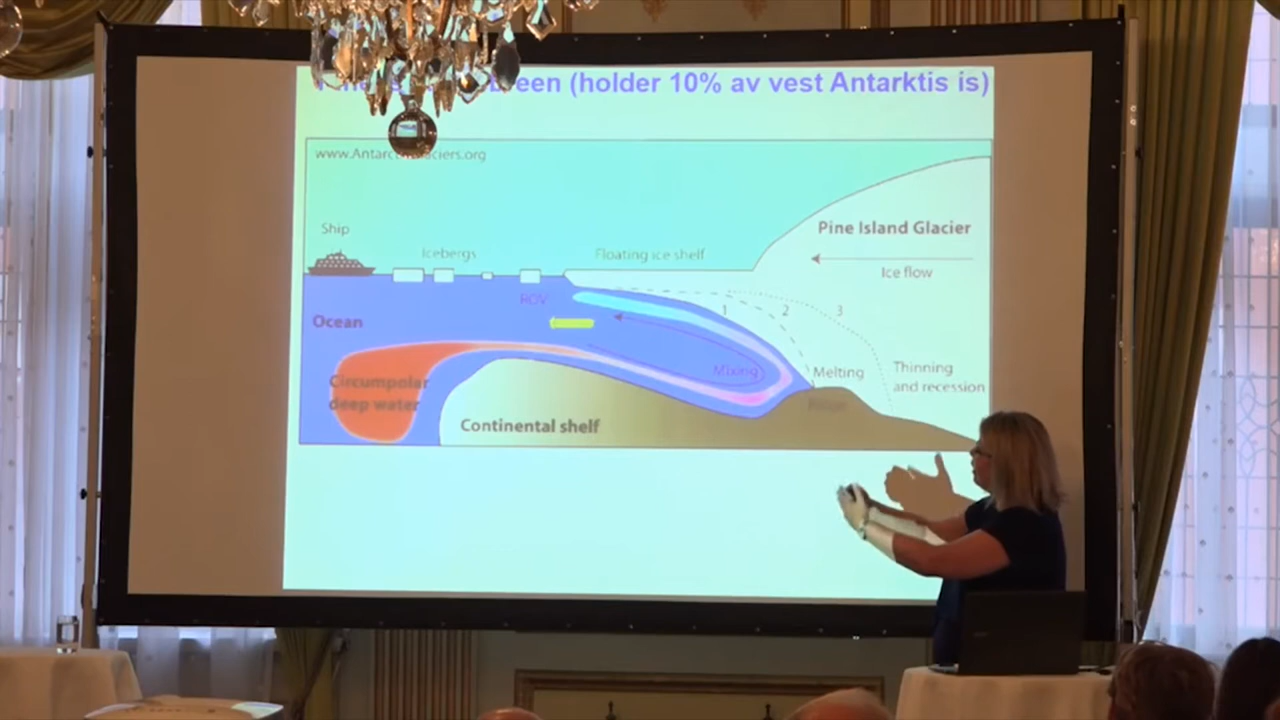 (holder 10% av vest Antarktis is)
Ship
Icebergs
Floating ice shelf
Pine Island Glacier
Ice flow
ROV
1
2
3
Ocean
Mixing
Melting
Thinning
and recession
Circumpolar
deep water
Continental shelf